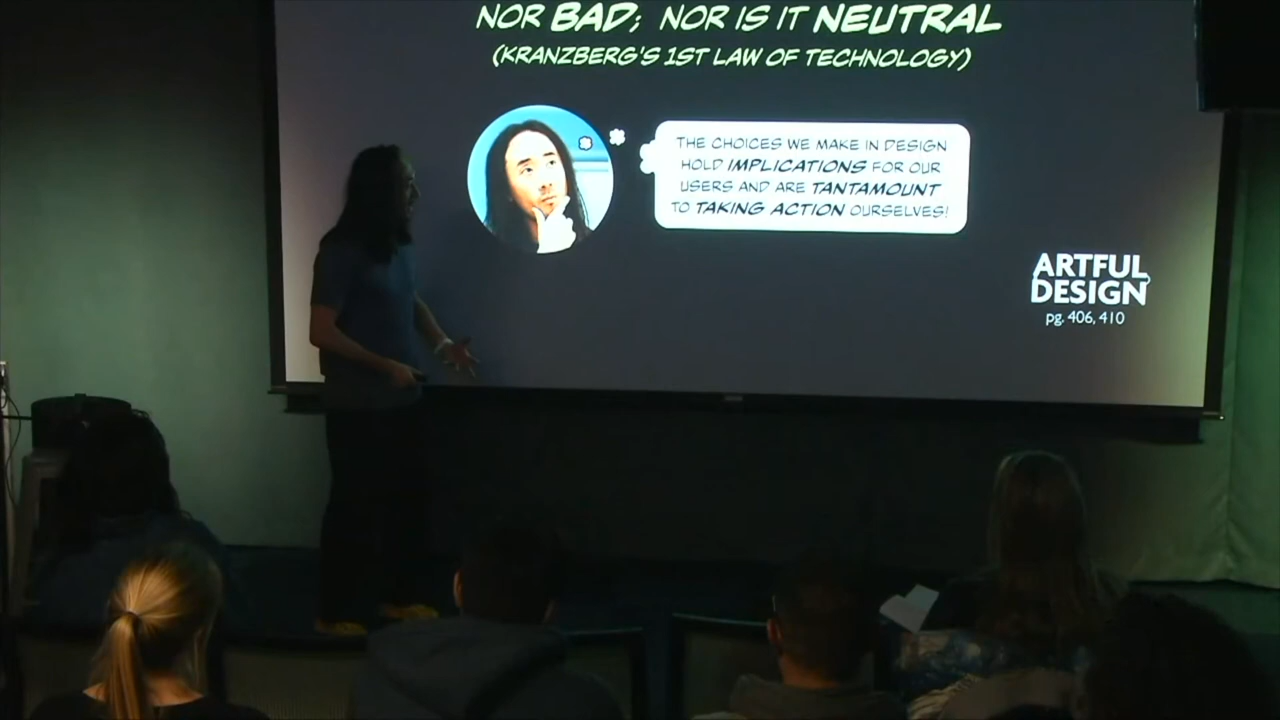 NOR BAD; NOR IS IT NEUTRAL
(KRANZBERG'S 1ST LAW OF TECHNOLOGY)
THE CHOICES WE MAKE IN DESIGN
HOLD IMPLICATIONS FOR OUR
USERS AND ARE TANTAMOUNT
TO TAKING ACTION OURSELVES!
ARTFUL
DESIGN
pg. 406, 410